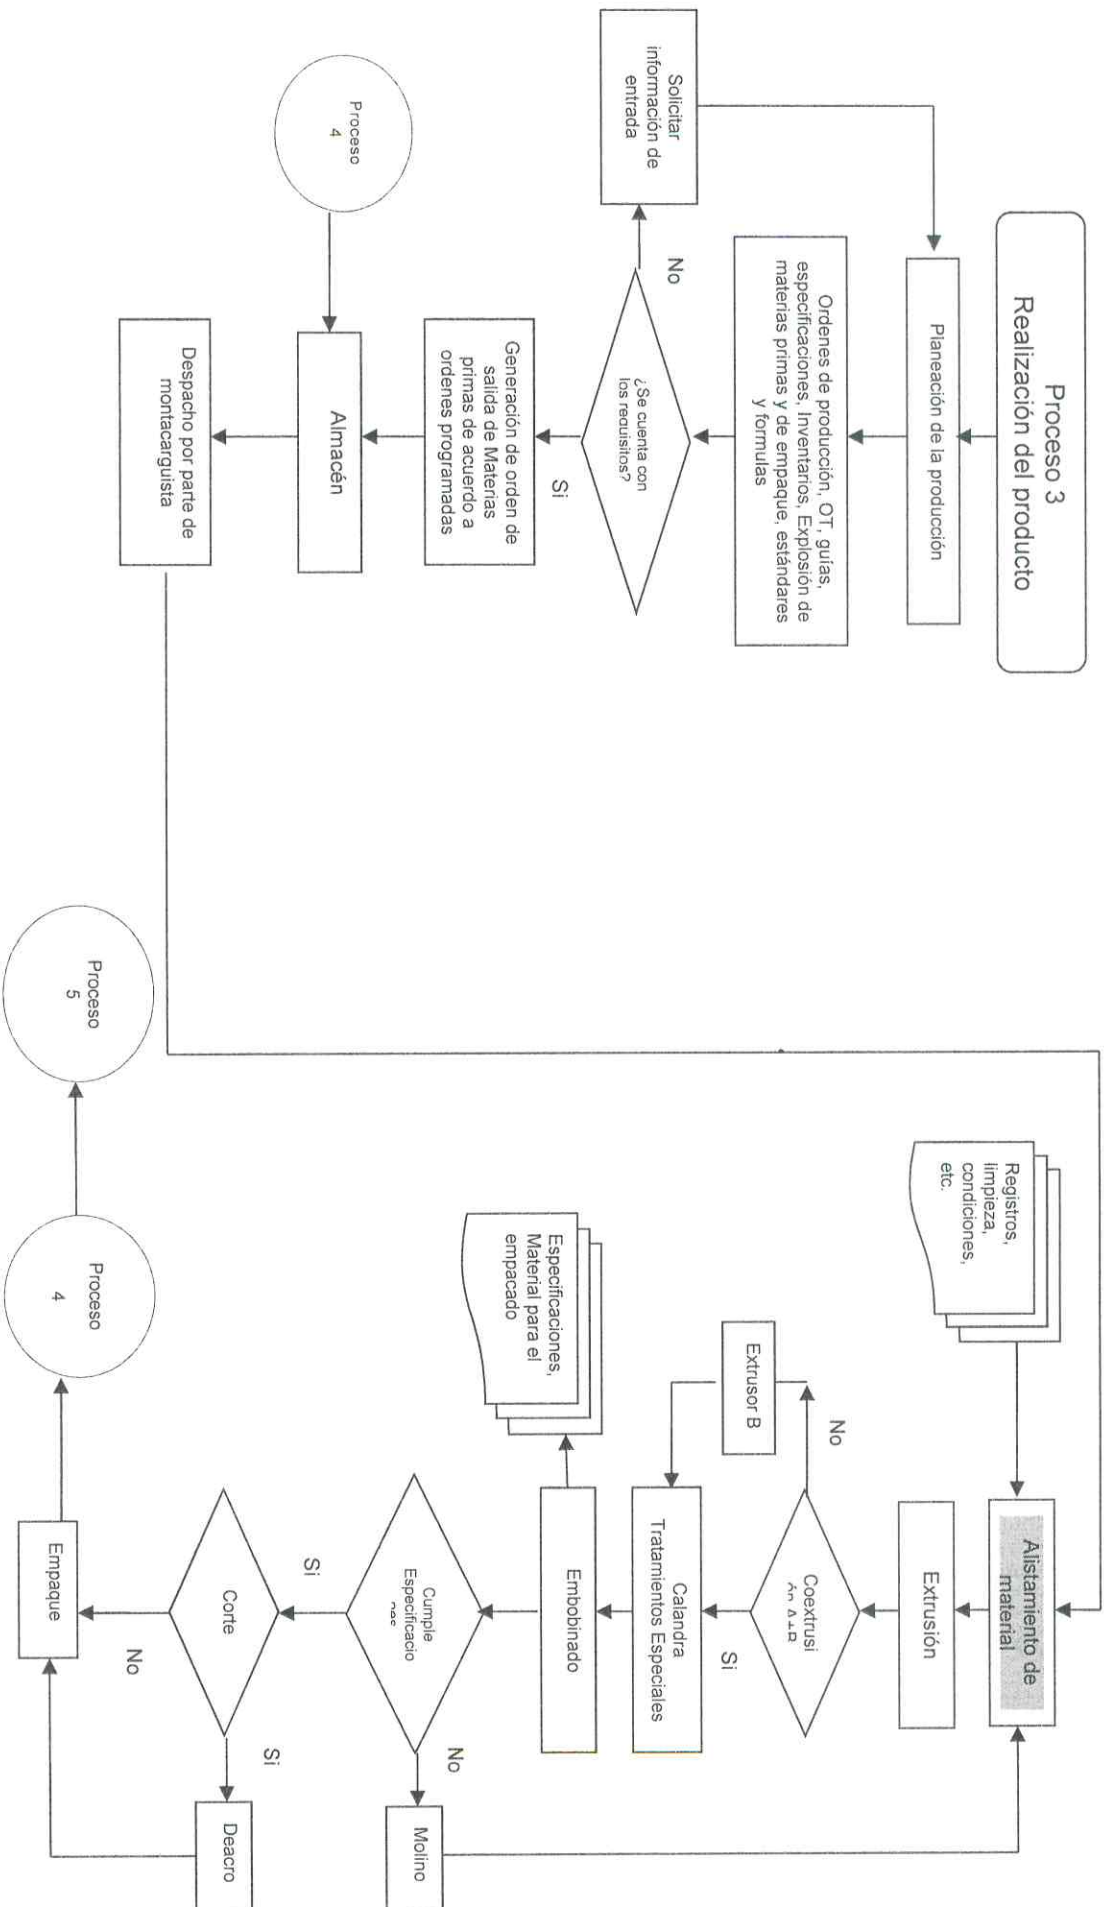 Proceso 3
Realización del producto
Planeación de la producción
Ordenes de producción, OT, guías,
especificaciones, Inventarios, Explosión de
materias primas y de empaque, estándares
y formulas
Solicitar
información de
entrada
No
¿Se cuenta con
los requisitos?
Si
Generación de orden de
salida de Materias
primas de acuerdo a
ordenes programadas
Proceso
4
Almacén
Despacho por parte de
montacarguista
Registros,
limpieza,
condiciones,
etc.
Alistamiento de
material
Extrusión
Coextrusi
ón A+B
No
Si
Extrusor B
Calandra
Tratamientos Especiales
Embobinado
Especificaciones,
Material para el
empacado
Cumple
Especificacio
nes
No
Molino
Si
Corte
Si
Deacro
No
Empaque
Proceso
4
Proceso
5